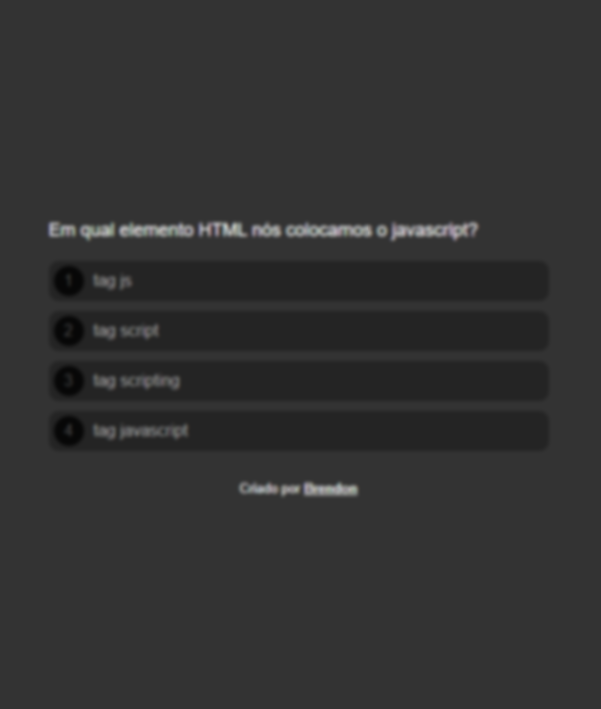 Em qual elemento HTML nós colocamos o javascript?
1 tag js
2 tag script
3 tag scripting
4 tag javascript
Criado por Brendon